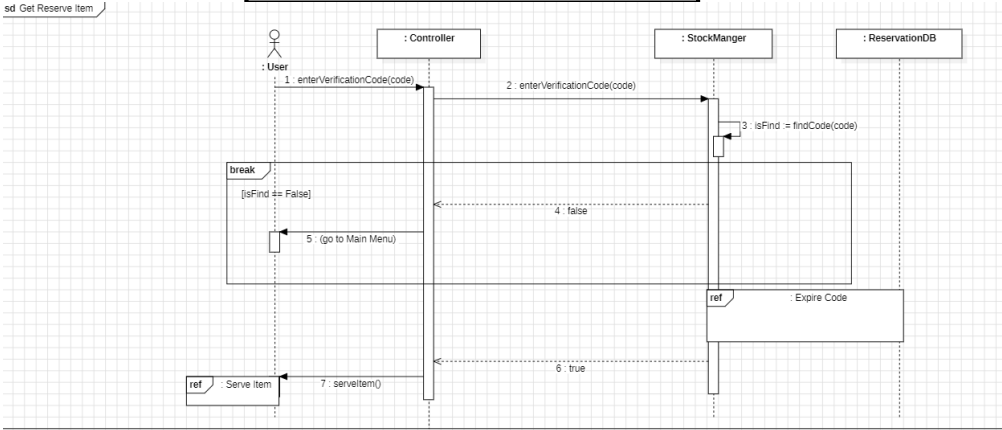 sd Get Reserve Item
: User
: Controller
: StockManger
: ReservationDB
1 : enterVerificationCode(code)
2 : enterVerificationCode(code)
3 : isFind := findCode(code)
break
[isFind == False]
4 : false
5 : (go to Main Menu)
ref : Expire Code
6 : true
ref : Serve Item
7 : serveItem()